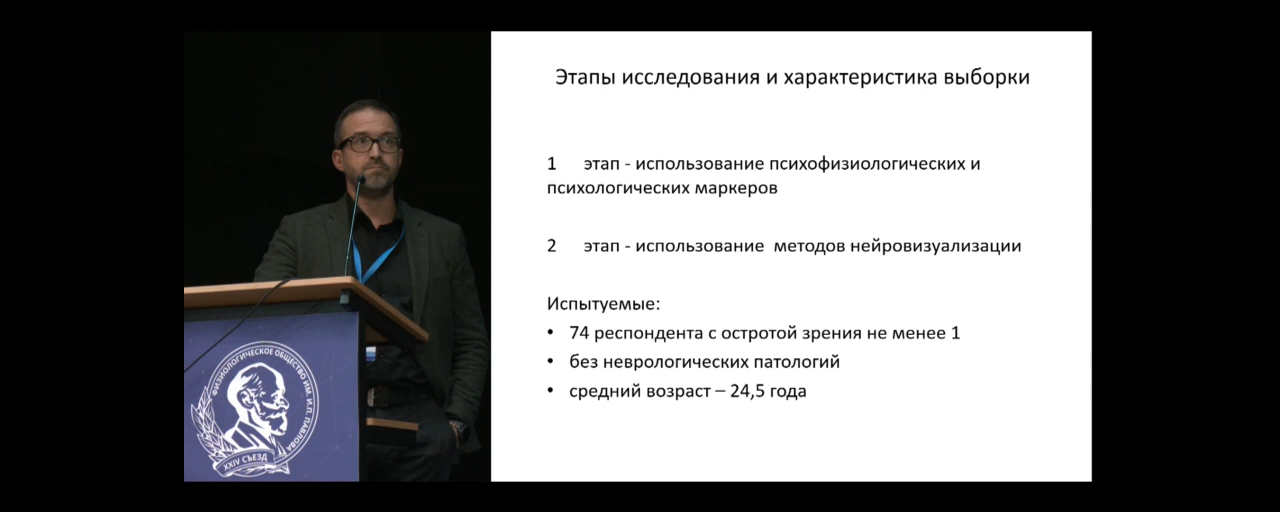 Этапы исследования и характеристика выборки
1 этап - использование психофизиологических и
психологических маркеров
2 этап - использование методов нейровизуализации
Испытуемые:
• 74 респондента с остротой зрения не менее 1
• без неврологических патологий
• средний возраст – 24,5 года
ФИЗИОЛОГИЧЕСКОЕ ОБЩЕСТВО ИМ. И.П. ПАВЛОВА
XXIV СЪЕЗД